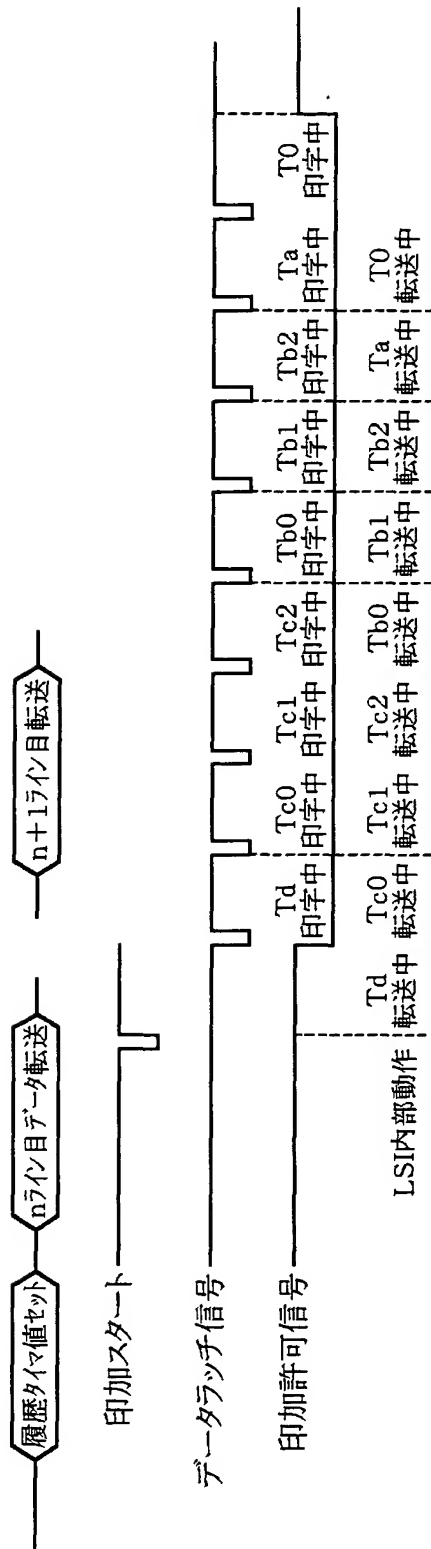 履歴タイマ値セット
nライン目データ転送
n+1ライン目転送
印加スタート
データラッチ信号
印加許可信号
Td
印字中
Tc0
印字中
Tc1
印字中
Tc2
印字中
Tb0
印字中
Tb1
印字中
Tb2
印字中
Ta
印字中
T0
印字中
LSI内部動作
Td
転送中
Tc0
転送中
Tc1
転送中
Tc2
転送中
Tb0
転送中
Tb1
転送中
Tb2
転送中
Ta
転送中
T0
転送中